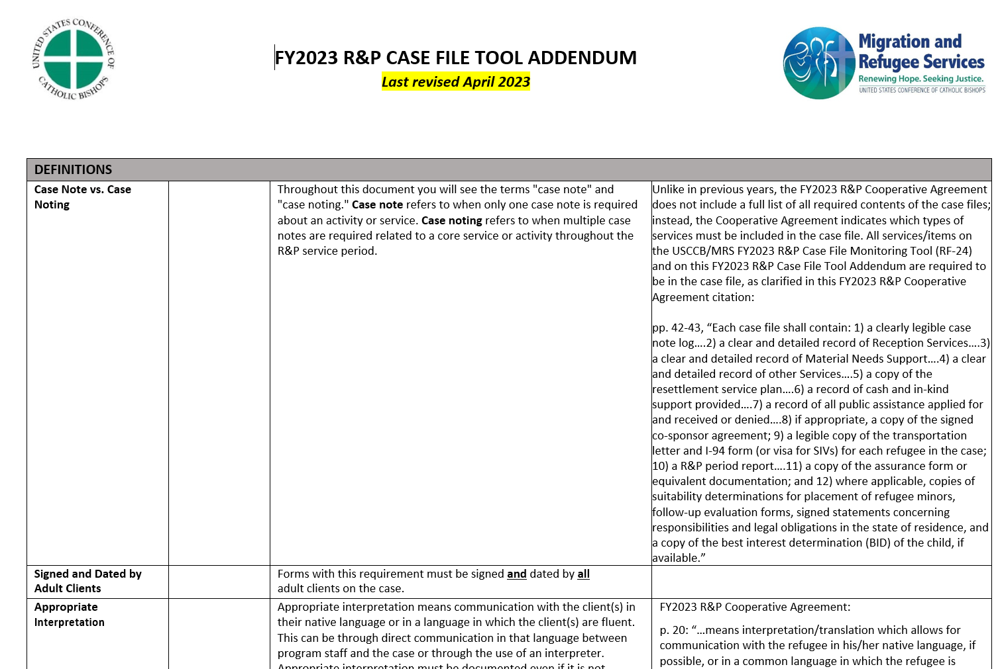 UNITED STATES CONFERENCE OF
CATHOLIC BISHOPS
FY2023 R&P CASE FILE TOOL ADDENDUM
Last revised April 2023
Migration and
Refugee Services
Renewing Hope. Seeking Justice.
UNITED STATES CONFERENCE OF CATHOLIC BISHOPS
DEFINITIONS
Case Note vs. Case
Noting
Throughout this document you will see the terms "case note" and
"case noting." Case note refers to when only one case note is required
about an activity or service. Case noting refers to when multiple case
notes are required related to a core service or activity throughout the
R&P service period.
Unlike in previous years, the FY2023 R&P Cooperative Agreement
does not include a full list of all required contents of the case files;
instead, the Cooperative Agreement indicates which types of
services must be included in the case file. All services/items on
the USCCB/MRS FY2023 R&P Case File Monitoring Tool (RF-24)
and on this FY2023 R&P Case File Tool Addendum are required to
be in the case file, as clarified in this FY2023 R&P Cooperative
Agreement citation:
pp. 42-43, “Each case file shall contain: 1) a clearly legible case
note log….2) a clear and detailed record of Reception Services….3)
a clear and detailed record of Material Needs Support….4) a clear
and detailed record of other Services….5) a copy of the
resettlement service plan….6) a record of cash and in-kind
support provided….7) a record of all public assistance applied for
and received or denied….8) if appropriate, a copy of the signed
co-sponsor agreement; 9) a legible copy of the transportation
letter and I-94 form (or visa for SIVs) for each refugee in the case;
10) a R&P period report….11) a copy of the assurance form or
equivalent documentation; and 12) where applicable, copies of
suitability determinations for placement of refugee minors,
follow-up evaluation forms, signed statements concerning
responsibilities and legal obligations in the state of residence, and
a copy of the best interest determination (BID) of the child, if
available.”
Signed and Dated by
Adult Clients
Forms with this requirement must be signed and dated by all
adult clients on the case.
Appropriate
Interpretation
Appropriate interpretation means communication with the client(s) in
their native language or in a language in which the client(s) are fluent.
This can be through direct communication in that language between
program staff and the case or through the use of an interpreter.
Appropriate interpretation must be documented even if it is not
FY2023 R&P Cooperative Agreement:
p. 20: “…means interpretation/translation which allows for
communication with the refugee in his/her native language, if
possible, or in a common language in which the refugee is